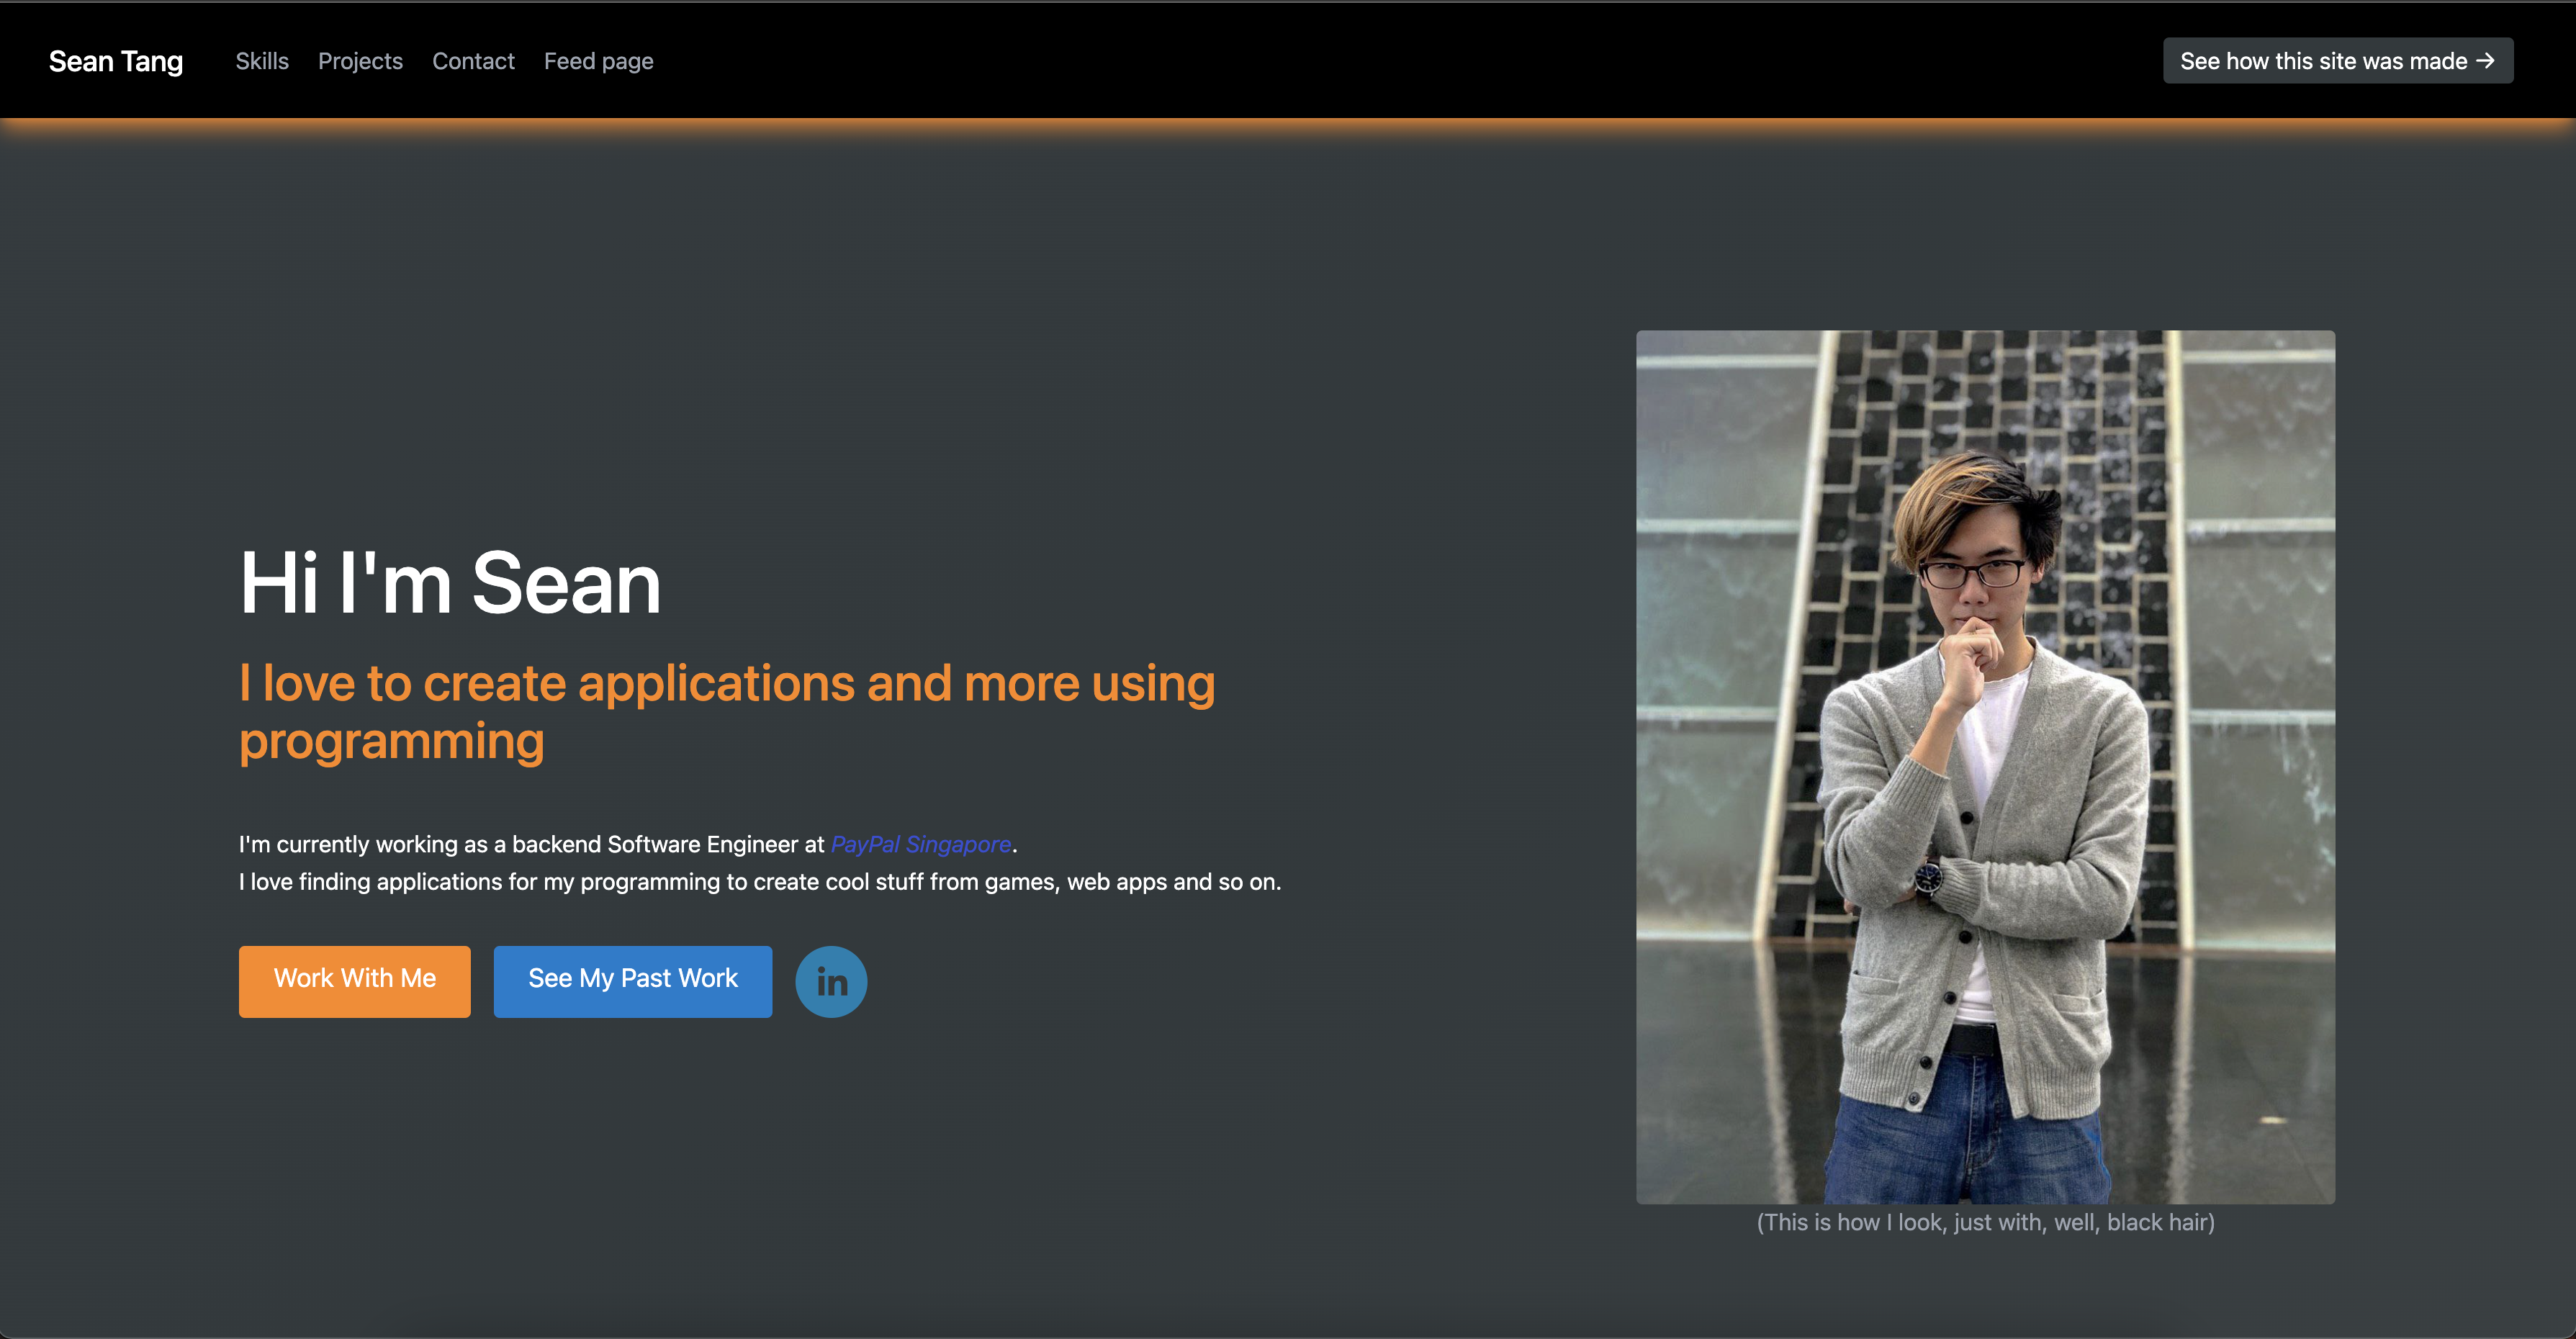 Sean Tang
Skills
Projects
Contact
Feed page
See how this site was made →
Hi I'm Sean
I love to create applications and more using
programming
I'm currently working as a backend Software Engineer at PayPal Singapore.
I love finding applications for my programming to create cool stuff from games, web apps and so on.
Work With Me
See My Past Work
in
(This is how I look, just with, well, black hair)